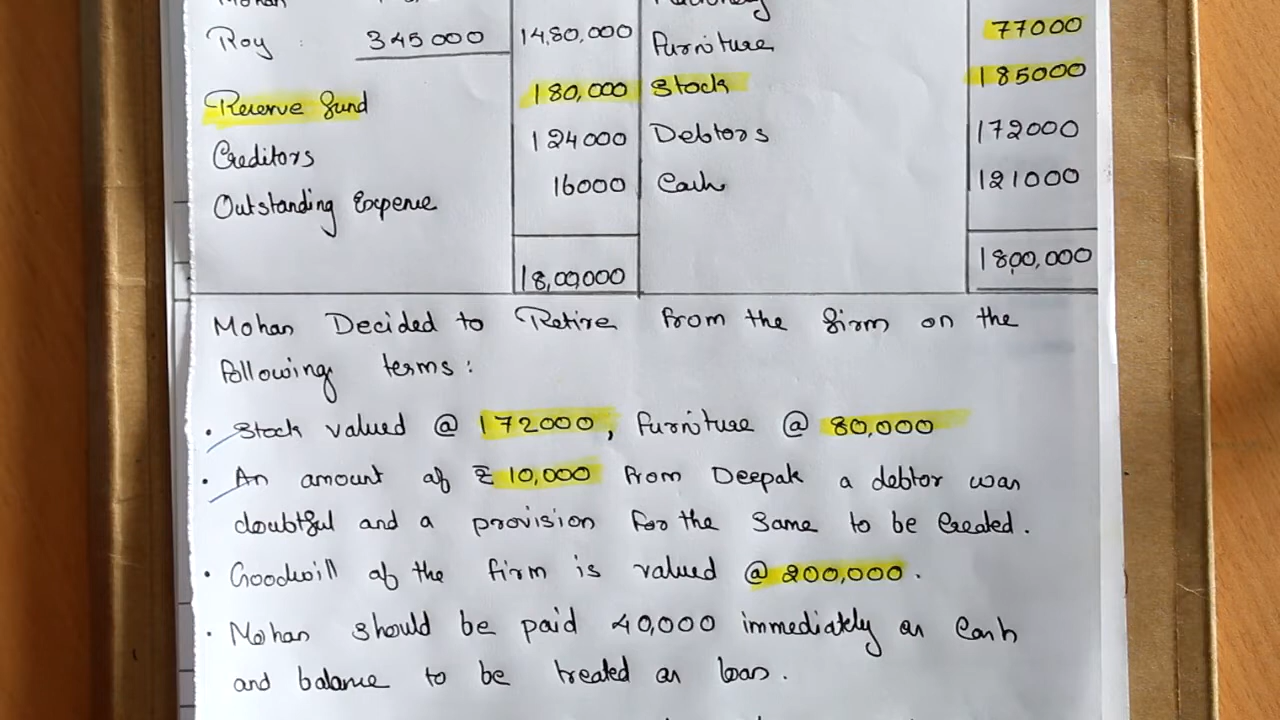 Roy : 345000 14,80,000 Furniture 77000
Reserve fund 180,000 Stock 185000
Creditors 124000 Debtors 172000
Outstanding Expense 16000 Cash 121000
18,00,000 1800,000
Mohan Decided to Retire from the firm on the
following terms :
• Stock valued @ 172000, furniture @ 80,000
• An amount of ₹ 10,000 from Deepak a debtor was
doubtful and a provision for the same to be Created.
• Goodwill of the firm is valued @ 200,000.
• Mohan should be paid 40,000 immediately as Cash
and balance to be treated as loan.